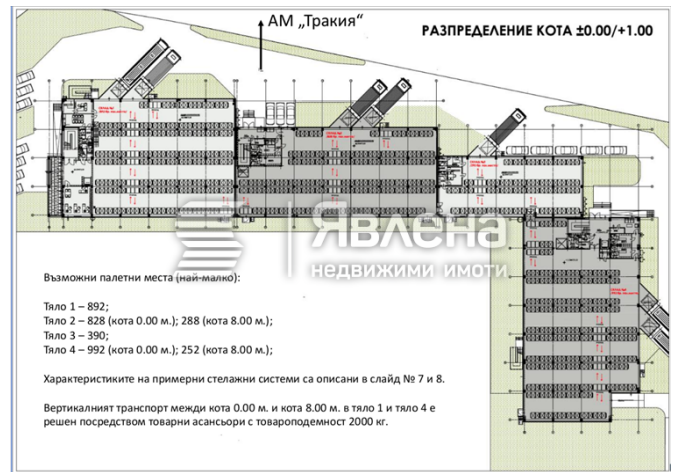 АМ „Тракия“
РАЗПРЕДЕЛЕНИЕ КОТА ±0.00/+1.00
Явлена
недвижими имоти
Възможни палетни места (най-малко):
Тяло 1 – 892;
Тяло 2 – 828 (кота 0.00 м.); 288 (кота 8.00 м.);
Тяло 3 – 390;
Тяло 4 – 992 (кота 0.00 м.); 252 (кота 8.00 м.);
Характеристиките на примерни стелажни системи са описани в слайд № 7 и 8.
Вертикалният транспорт между кота 0.00 м. и кота 8.00 м. в тяло 1 и тяло 4 е
решен посредством товарни асансьори с товароподемност 2000 кг.